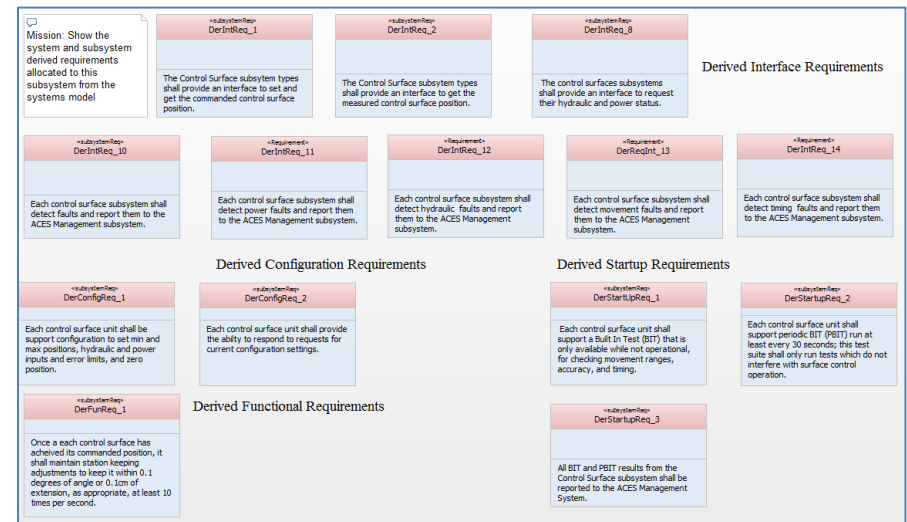 Mission: Show the
system and subsystem
derived requirements
allocated to this
subsystem from the
systems model
«subsystemReq»
DerIntReq_1
The Control Surface subsytem types
shall provide an interface to set and
get the commanded control surface
position.
«subsystemReq»
DerIntReq_2
The Control Surface subsystem types
shall provide an interface to get the
measured control surface position.
«subsystemReq»
DerIntReq_8
The control surfaces subsystems
shall provide an interface to request
their hydraulic and power status.
Derived Interface Requirements
«subsystemReq»
DerIntReq_10
Each control surface subsystem shall
detect faults and report them to the
ACES Management subsystem.
«Requirement»
DerIntReq_11
Each control surface subsystem shall
detect power faults and report them
to the ACES Management subsystem.
«Requirement»
DerIntReq_12
Each control surface subsystem shall
detect hydraulic faults and report
them to the ACES Management
subsystem.
«Requirement»
DerReqInt_13
Each control surface subsystem shall
detect movement faults and report
them to the ACES Management
subsystem.
«Requirement»
DerIntReq_14
Each control surface subsystem shall
detect timing faults and report them
to the ACES Management subsystem.
Derived Configuration Requirements
Derived Startup Requirements
«subsystemReq»
DerConfigReq_1
Each control surface unit shall be
support configuration to set min and
max positions, hydraulic and power
inputs and error limits, and zero
position.
«subsystemReq»
DerConfigReq_2
Each control surface unit shall provide
the ability to respond to requests for
current configuration settings.
«subsystemReq»
DerStartUpReq_1
Each control surface unit shall
support a Built In Test (BIT) that is
only available while not operational,
for checking movement ranges,
accuracy, and timing.
«subsystemReq»
DerStartupReq_2
Each control surface unit shall
support periodic BIT (PBIT) run at
least every 30 seconds; this test
suite shall only run tests which do not
interfere with surface control
operation.
«subsystemReq»
DerFunReq_1
Once a each control surface has
acheived its commanded position, it
shall maintain station keeping
adjustments to keep it within 0.1
degrees of angle or 0.1cm of
extension, as appropriate, at least 10
times per second.
Derived Functional Requirements
«subsystemReq»
DerStartupReq_3
All BIT and PBIT results from the
Control Surface subsystem shall be
reported to the ACES Management
System.